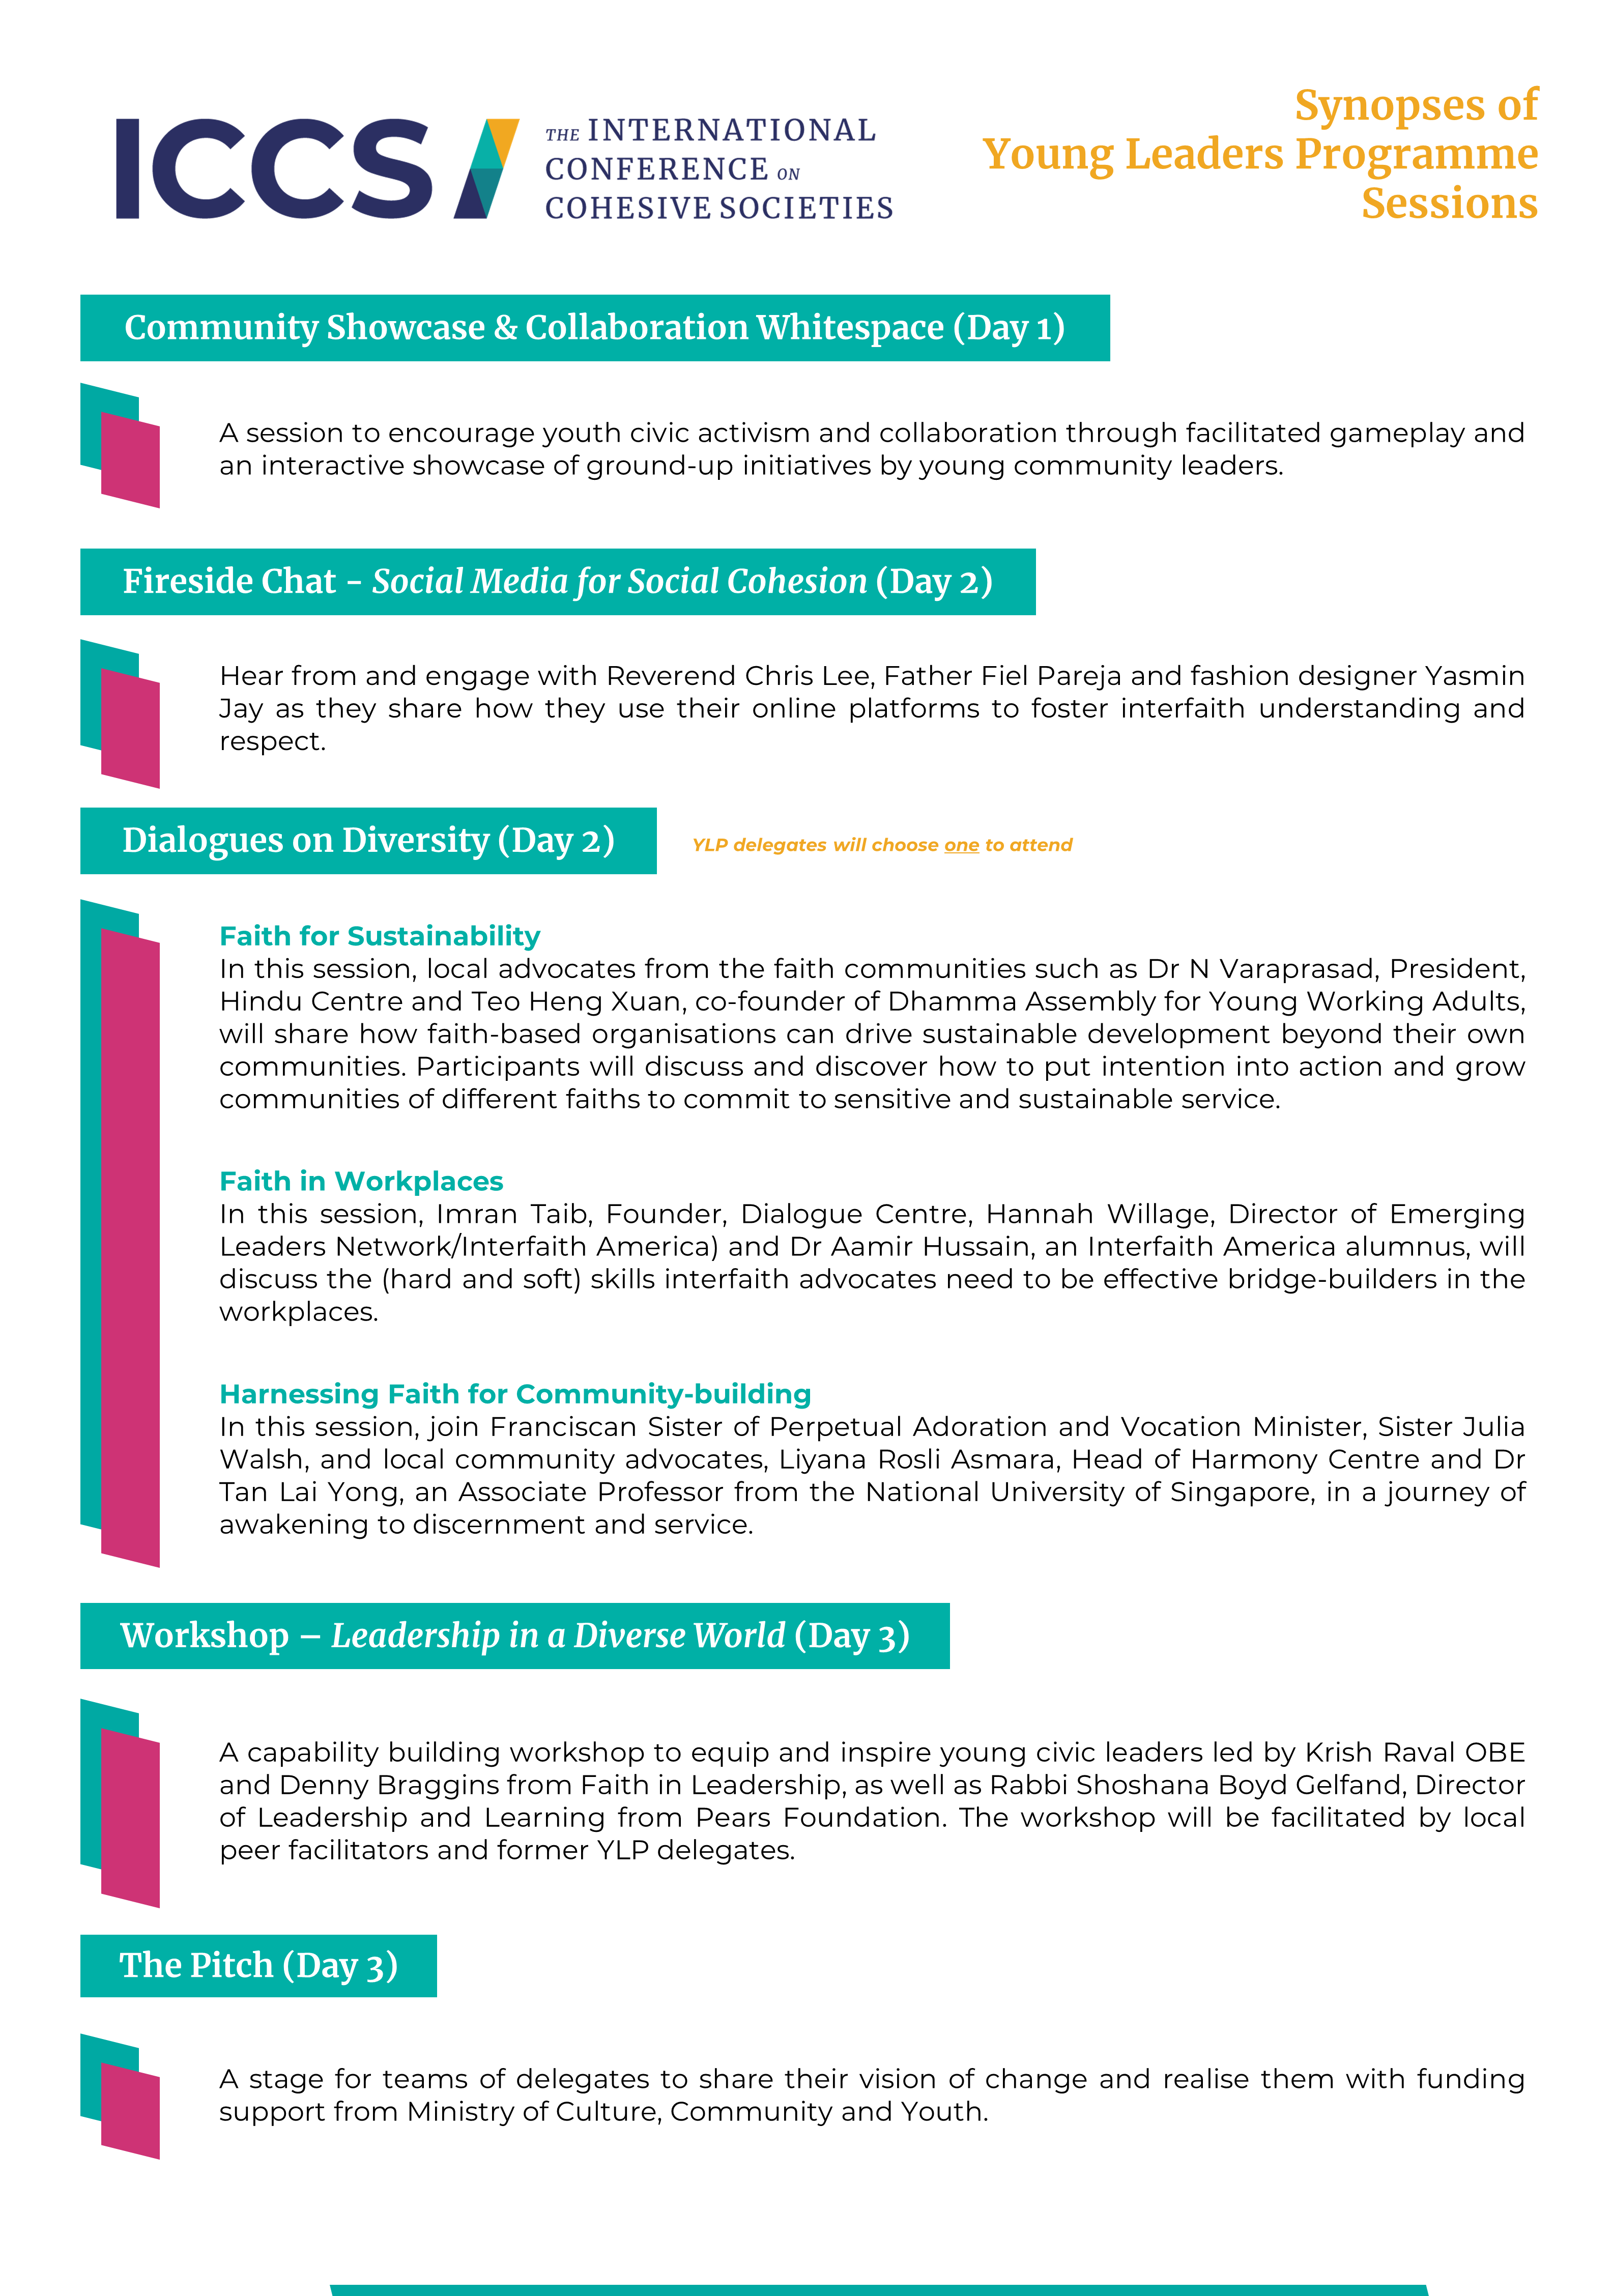 ICCS
THE INTERNATIONAL
CONFERENCE ON
COHESIVE SOCIETIES
Synopses of
Young Leaders Programme
Sessions
Community Showcase & Collaboration Whitespace (Day 1)
A session to encourage youth civic activism and collaboration through facilitated gameplay and
an interactive showcase of ground-up initiatives by young community leaders.
Fireside Chat - Social Media for Social Cohesion (Day 2)
Hear from and engage with Reverend Chris Lee, Father Fiel Pareja and fashion designer Yasmin
Jay as they share how they use their online platforms to foster interfaith understanding and
respect.
Dialogues on Diversity (Day 2)
YLP delegates will choose one to attend
Faith for Sustainability
In this session, local advocates from the faith communities such as Dr N Varaprasad, President,
Hindu Centre and Teo Heng Xuan, co-founder of Dhamma Assembly for Young Working Adults,
will share how faith-based organisations can drive sustainable development beyond their own
communities. Participants will discuss and discover how to put intention into action and grow
communities of different faiths to commit to sensitive and sustainable service.
Faith in Workplaces
In this session, Imran Taib, Founder, Dialogue Centre, Hannah Willage, Director of Emerging
Leaders Network/Interfaith America) and Dr Aamir Hussain, an Interfaith America alumnus, will
discuss the (hard and soft) skills interfaith advocates need to be effective bridge-builders in the
workplaces.
Harnessing Faith for Community-building
In this session, join Franciscan Sister of Perpetual Adoration and Vocation Minister, Sister Julia
Walsh, and local community advocates, Liyana Rosli Asmara, Head of Harmony Centre and Dr
Tan Lai Yong, an Associate Professor from the National University of Singapore, in a journey of
awakening to discernment and service.
Workshop – Leadership in a Diverse World (Day 3)
A capability building workshop to equip and inspire young civic leaders led by Krish Raval OBE
and Denny Braggins from Faith in Leadership, as well as Rabbi Shoshana Boyd Gelfand, Director
of Leadership and Learning from Pears Foundation. The workshop will be facilitated by local
peer facilitators and former YLP delegates.
The Pitch (Day 3)
A stage for teams of delegates to share their vision of change and realise them with funding
support from Ministry of Culture, Community and Youth.